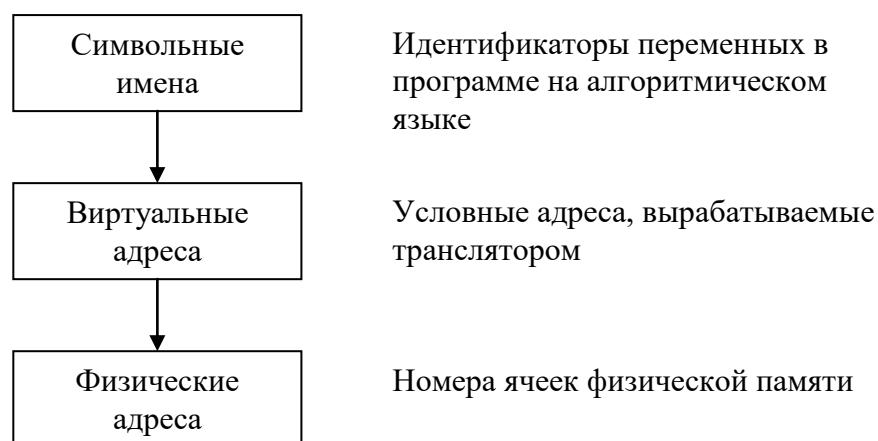 Символьные
имена
Идентификаторы переменных в
программе на алгоритмическом
языке
Виртуальные
адреса
Условные адреса, вырабатываемые
транслятором
Физические
адреса
Номера ячеек физической памяти